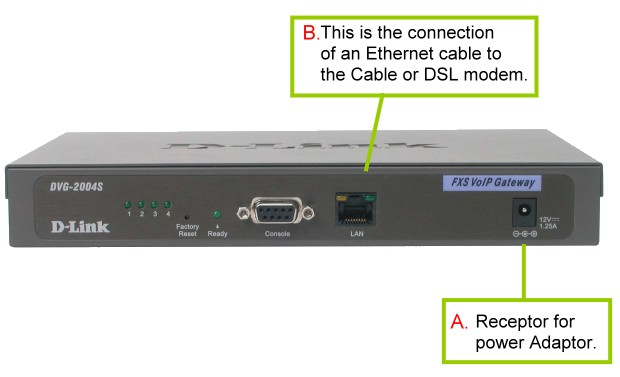 B.This is the connection
of an Ethernet cable to
the Cable or DSL modem.
D-Link
DVG-2004S
FXS VoIP Gateway
1 2 3 4
D-Link
Factory
Reset
Ready
Console
LAN
12V
1.25A
A. Receptor for
power Adaptor.